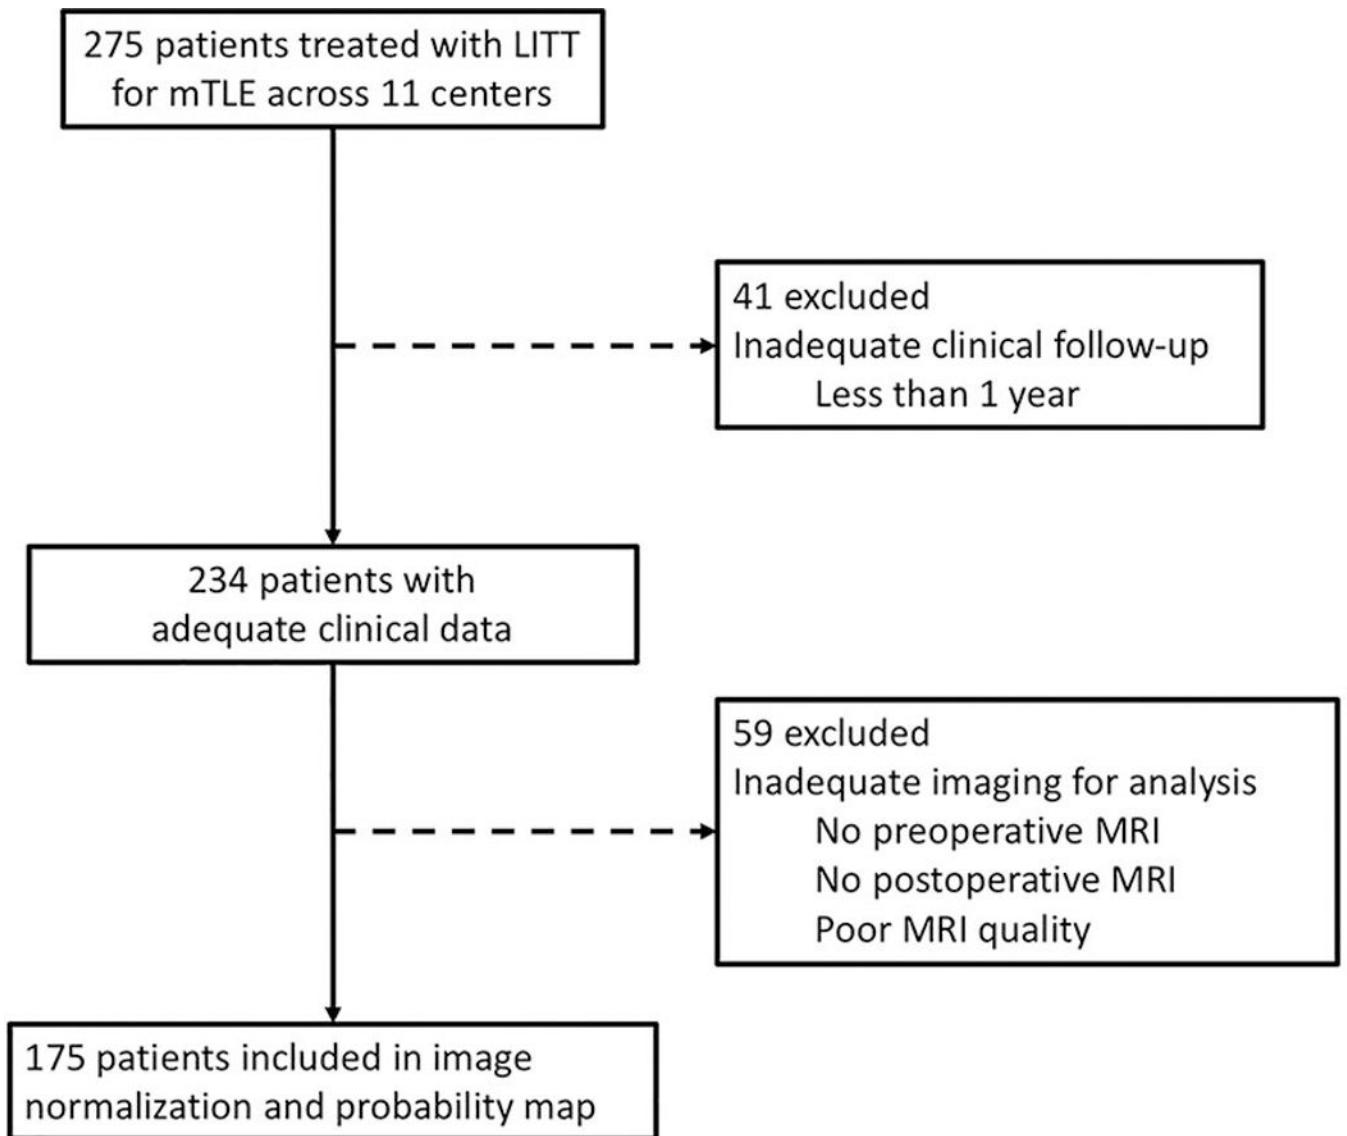 275 patients treated with LITT
for mTLE across 11 centers
41 excluded
Inadequate clinical follow-up
Less than 1 year
234 patients with
adequate clinical data
59 excluded
Inadequate imaging for analysis
No preoperative MRI
No postoperative MRI
Poor MRI quality
175 patients included in image
normalization and probability map